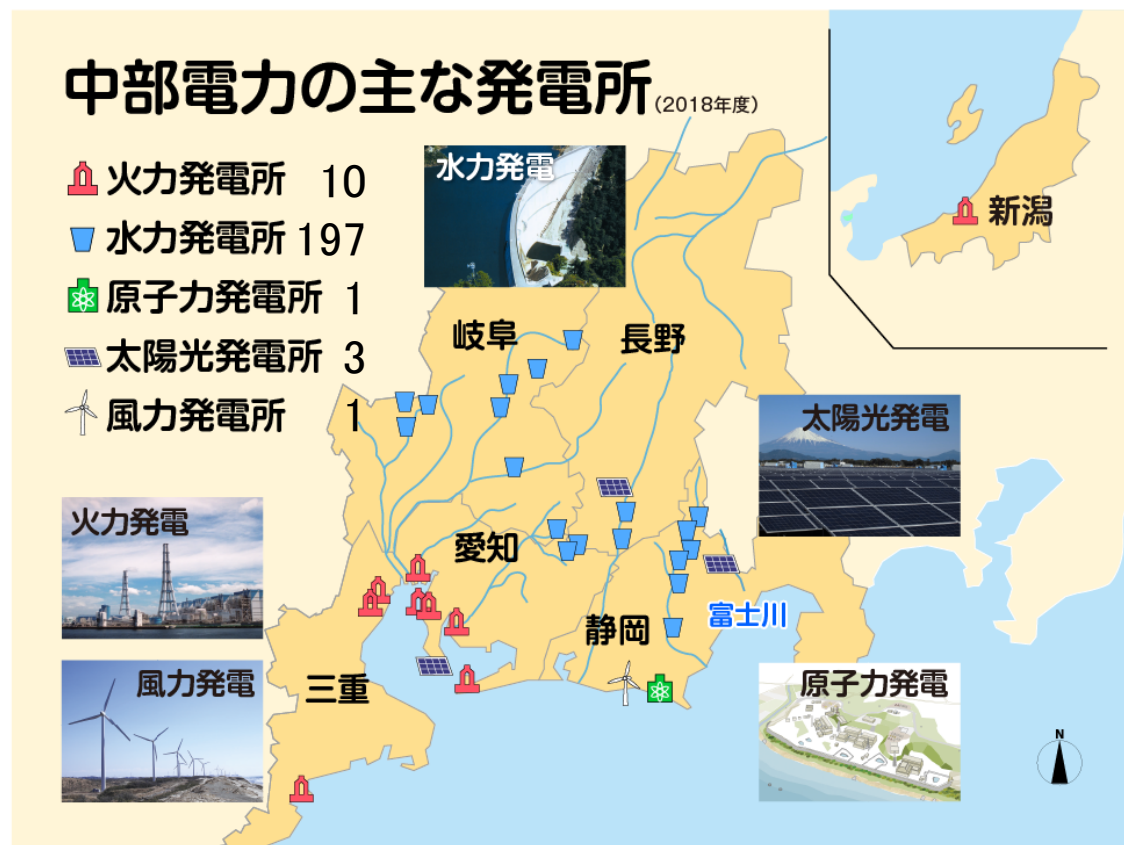 中部電力の主な発電所(2018年度)
火力発電所 10
水力発電所 197
原子力発電所 1
太陽光発電所 3
風力発電所 1
水力発電
新潟
岐阜
長野
太陽光発電
火力発電
愛知
富士川
静岡
風力発電
三重
原子力発電
N